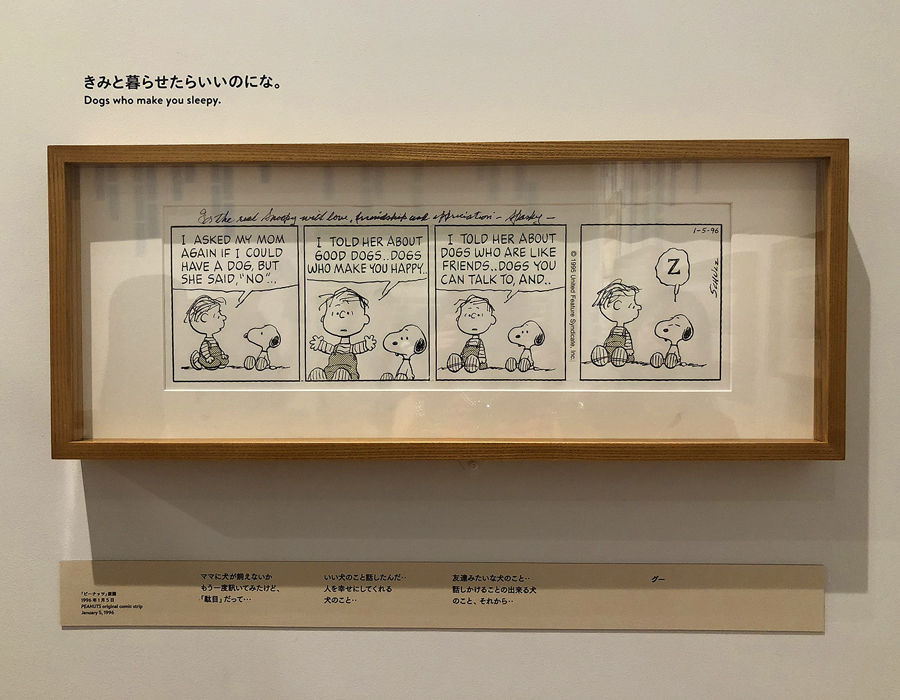 きみと暮らせたらいいのにな。
Dogs who make you sleepy.
For the real Snoopy with love, friendship and appreciation - Sparky -
I ASKED MY MOM
AGAIN IF I COULD
HAVE A DOG, BUT
SHE SAID, "NO"...
I TOLD HER ABOUT
GOOD DOGS..DOGS
WHO MAKE YOU HAPPY..
I TOLD HER ABOUT
DOGS WHO ARE LIKE
FRIENDS..DOGS YOU
CAN TALK TO, AND..
© 1995 United Feature Syndicate, Inc.
1-5-96
Z
Schulz
「ピーナッツ」原画
1996年1月5日
PEANUTS original comic strip
January 5, 1996
ママに犬が飼えないか
もう一度訊いてみたけど、
「駄目」だって…
いい犬のこと話したんだ‥
人を幸せにしてくれる
犬のこと‥
友達みたいな犬のこと‥
話しかけることの出来る犬
のこと、それから‥
グー